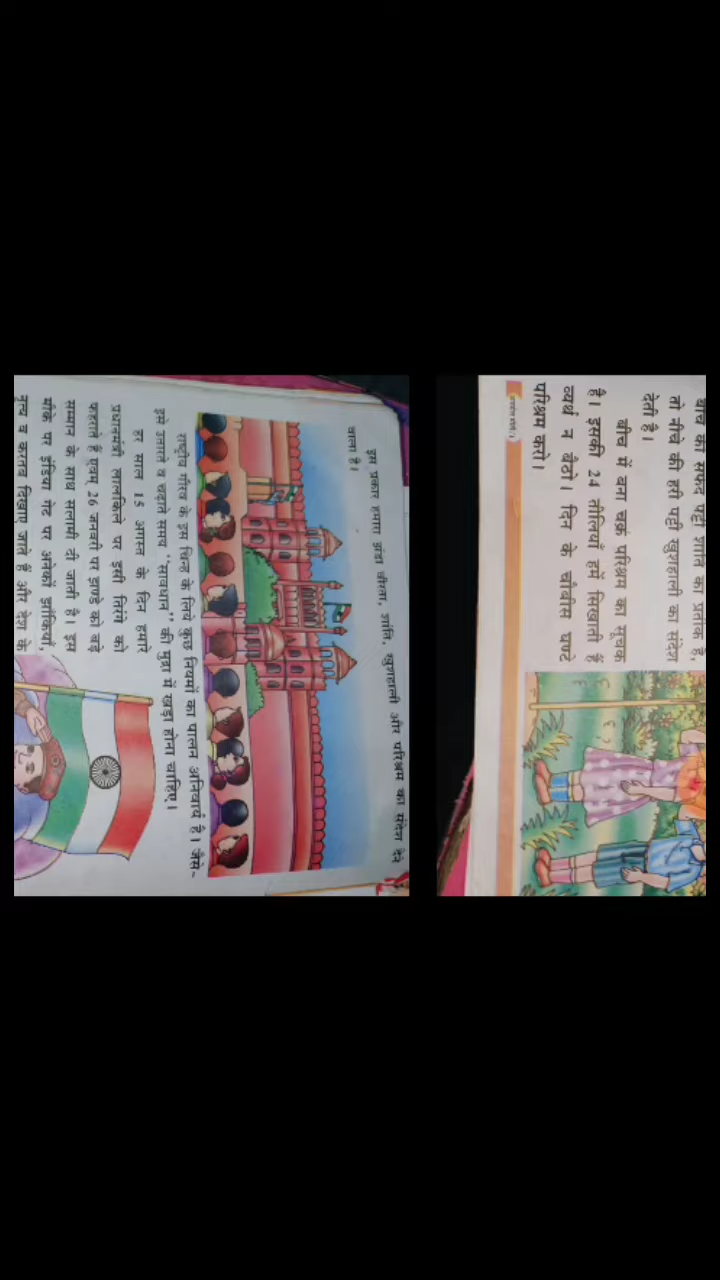 बीच की सफेद पट्टी शांति का प्रतीक है,
तो नीचे की हरी पट्टी खुशहाली का संदेश
देती है।
बीच में बना चक्र परिश्रम का सूचक
है। इसकी 24 तीलियाँ हमें सिखाती हैं
व्यर्थ न बैठो। दिन के चौबीस घण्टे
परिश्रम करो।
इस प्रकार हमारा झंडा वीरता, शांति, खुशहाली और परिश्रम का संदेश देने
वाला है।
राष्ट्रीय गौरव के इस चिन्ह के लिये कुछ नियमों का पालन अनिवार्य है। जैसे-
इसे उतारते व चढ़ाते समय "सावधान" की मुद्रा में खड़ा होना चाहिए।
हर साल 15 अगस्त के दिन हमारे
प्रधानमंत्री लालकिले पर इसी तिरंगे को
फहराते हैं एवम् 26 जनवरी पर झण्डे को बड़े
सम्मान के साथ सलामी दी जाती है। इस
मौके पर इंडिया गेट पर अनेकों झांकियाँ,
नृत्य व करतब दिखाए जाते हैं और देश के